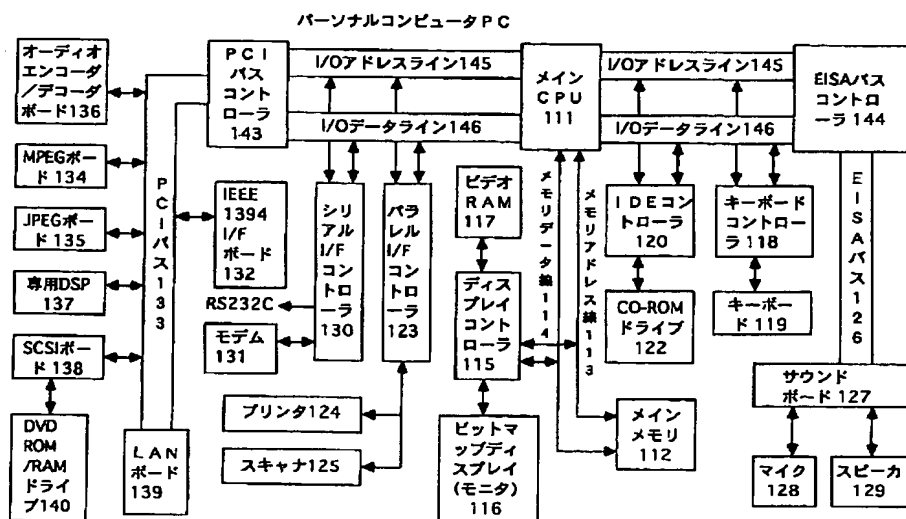 パーソナルコンピュータPC
オーディオ
エンコーダ
/デコーダ
ボード136
MPEGボー
ド 134
JPEGボー
ド 135
専用DSP
137
SCSIボー
ド 138
DVD
ROM
/RAM
ドライ
ブ140
PCIバス133
LAN
ボード
139
PCI
バス
コント
ローラ
143
I/Oアドレスライン145
I/Oデータライン146
IEEE
1394
I/F
ボード
132
RS232C
モデム
131
シリ
アル
I/F
コン
トロ
ーラ
130
パラ
レル
I/F
コン
トロ
ーラ
123
プリンタ124
スキャナ125
メイン
CPU
111
ビデオ
RAM
117
ディス
プレイ
コント
ローラ
115
ビットマ
ップディ
スプレイ
(モニタ)
116
メモリデータ線114
メモリアドレス線113
メイン
メモリ
112
I/Oアドレスライン145
I/Oデータライン146
IDEコン
トローラ
120
CO-ROM
ドライブ
122
キーボード
コントロー
ラ118
キーボ
ード119
EISAバス
コントロ
ーラ144
EISAバス126
サウンド
ボード127
マイク
128
スピーカ
129